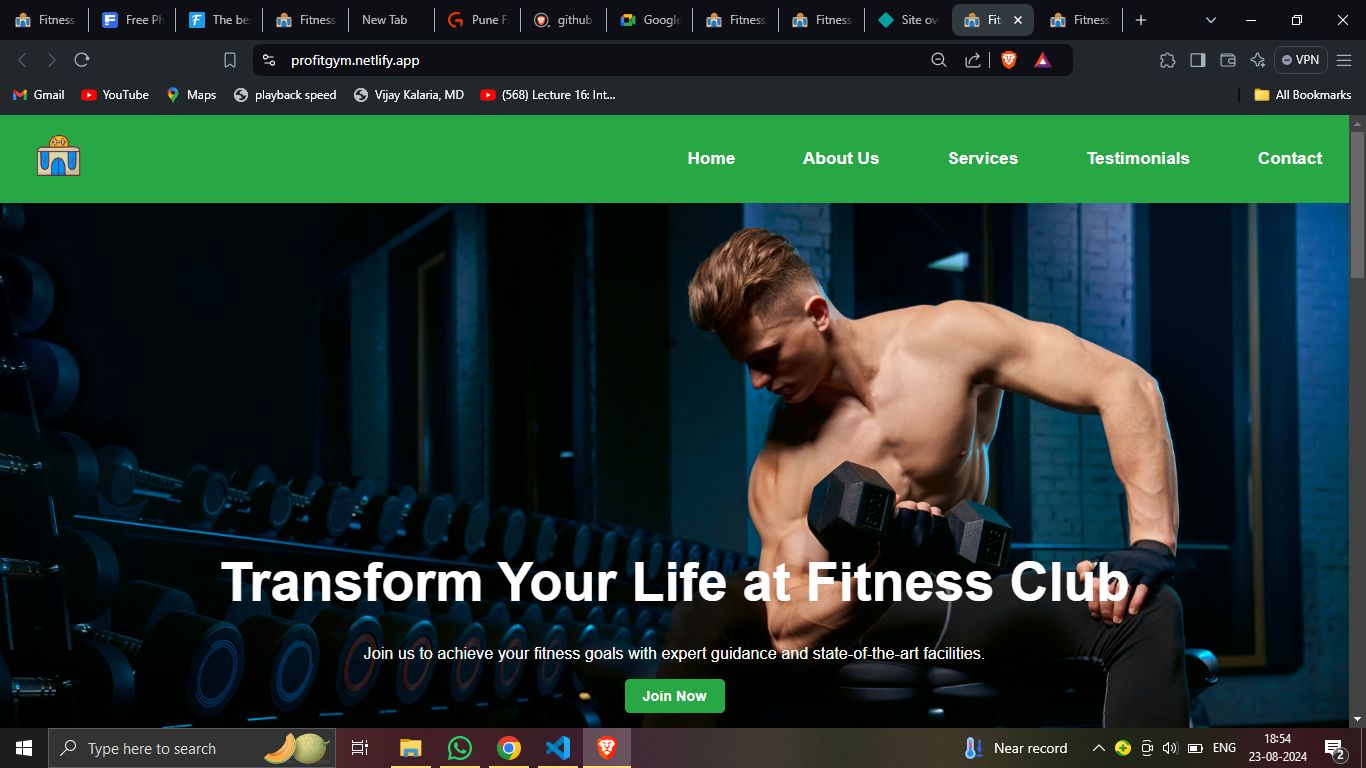 Fitness
Free Ph
The be
Fitness
New Tab
Pune F
github
Google
Fitness
Fitness
Site ov
Fit
Fitness
profitgym.netlify.app
VPN
Gmail
YouTube
Maps
playback speed
Vijay Kalaria, MD
(568) Lecture 16: Int...
All Bookmarks
Home
About Us
Services
Testimonials
Contact
Transform Your Life at Fitness Club
Join us to achieve your fitness goals with expert guidance and state-of-the-art facilities.
Join Now
Type here to search
Near record
ENG
18:54
23-08-2024
2